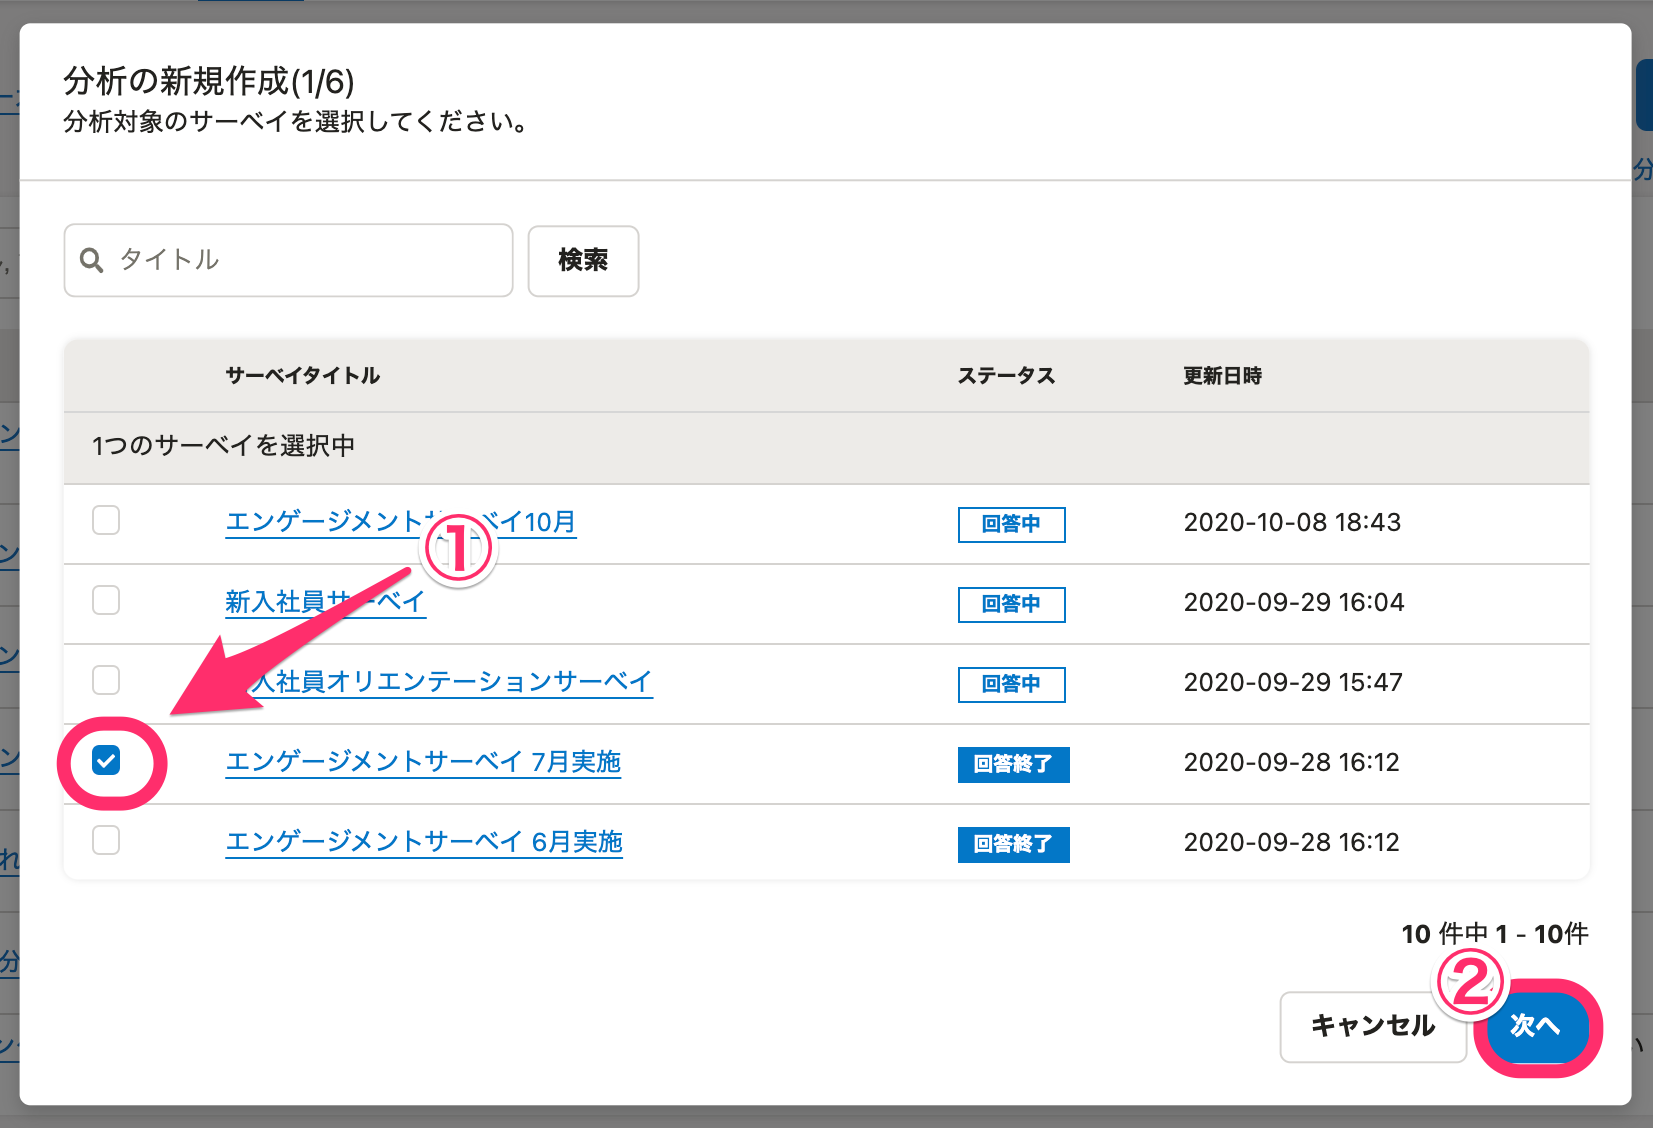 分析の新規作成(1/6)
分析対象のサーベイを選択してください。
タイトル
検索
サーベイタイトル ステータス 更新日時
1つのサーベイを選択中
エンゲージメントサーベイ10月 回答中 2020-10-08 18:43
①
新入社員サーベイ 回答中 2020-09-29 16:04
入社員オリエンテーションサーベイ 回答中 2020-09-29 15:47
エンゲージメントサーベイ 7月実施 回答終了 2020-09-28 16:12
エンゲージメントサーベイ 6月実施 回答終了 2020-09-28 16:12
10 件中 1 - 10件
②
キャンセル 次へ